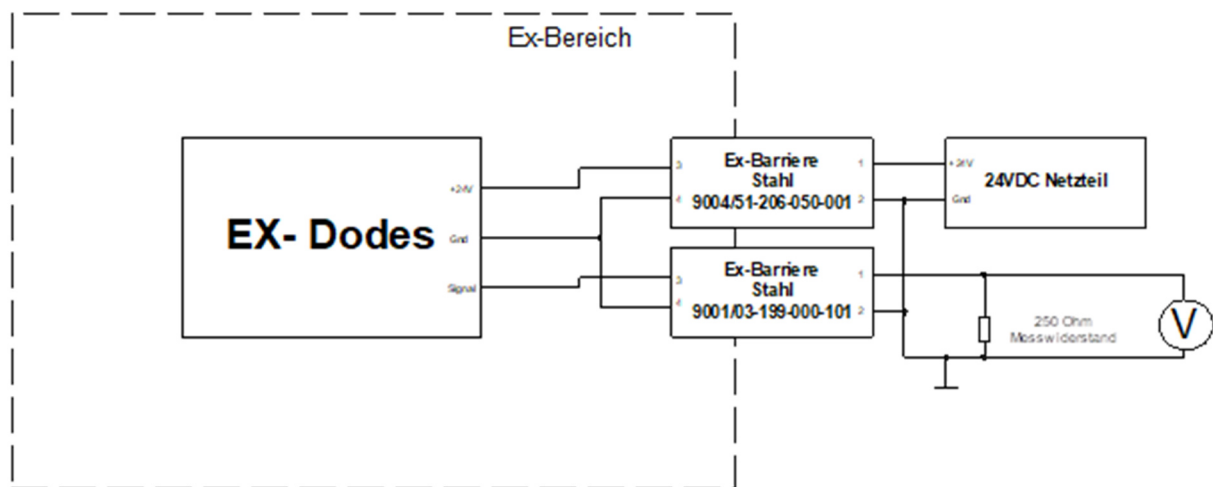 Ex-Bereich
EX- Dodes
+24V
Gnd
Signal
3
4
Ex-Barriere
Stahl
9004/51-206-050-001
1
2
+24V
Gnd
24VDC Netzteil
3
4
Ex-Barriere
Stahl
9001/03-199-000-101
1
2
250 Ohm
Messwiderstand
V